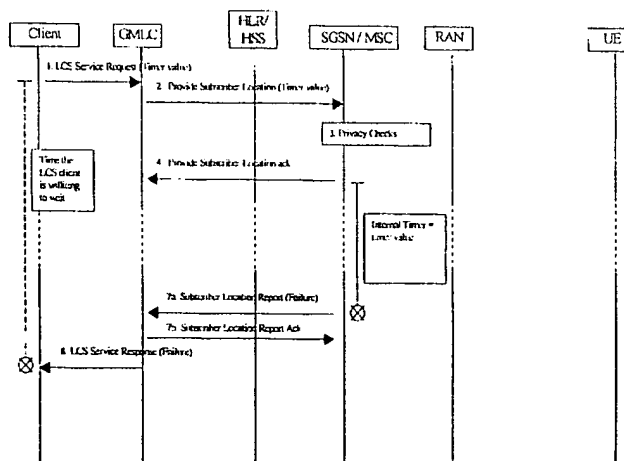 Client
GMLC
HLR/
HSS
SGSN / MSC
RAN
UE
1. LCS Service Request (Timer value)
2. Provide Subscriber Location (Timer value)
3. Privacy Checks
4. Provide Subscriber Location ack
Time the
LCS client
is willing
to wait
Internal Timer =
timer value
7a. Subscriber Location Report (Failure)
7b. Subscriber Location Report Ack
8. LCS Service Response (Failure)